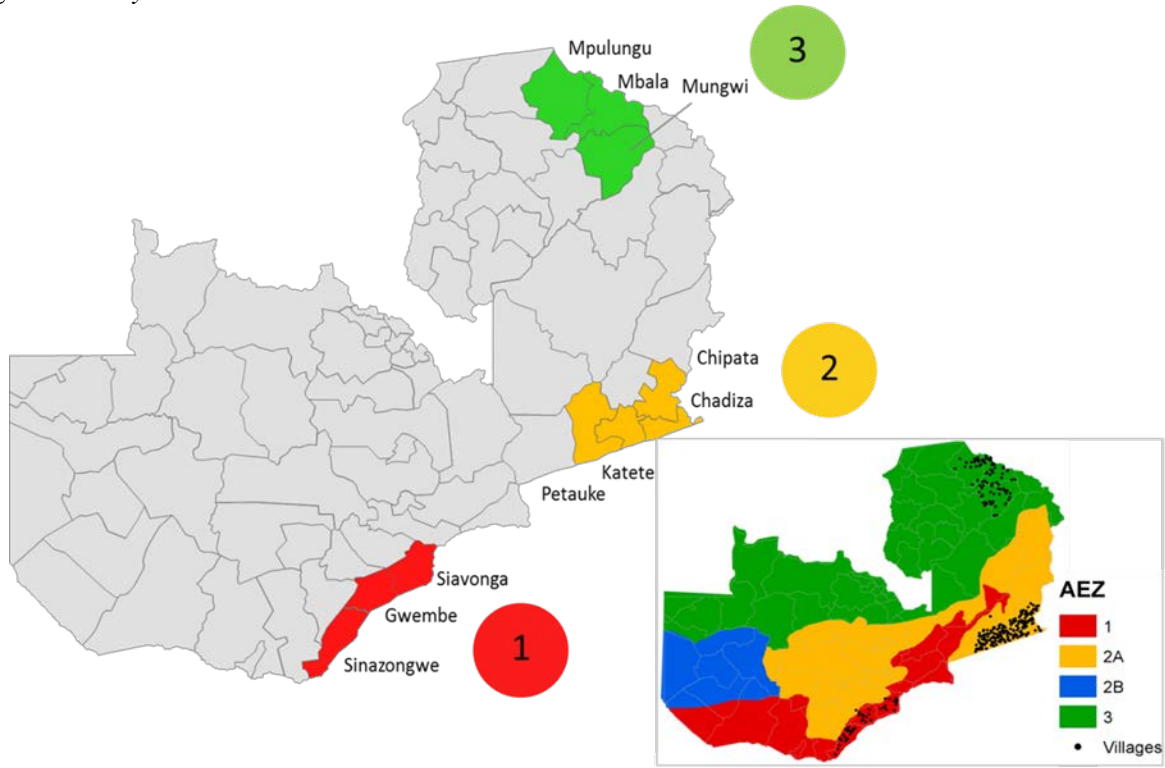 Mpulungu
3
Mbala
Mungwi
Chipata
2
Chadiza
Katete
Petauke
Siavonga
Gwembe
1
Sinazongwe
AEZ
1
2A
2B
3
Villages